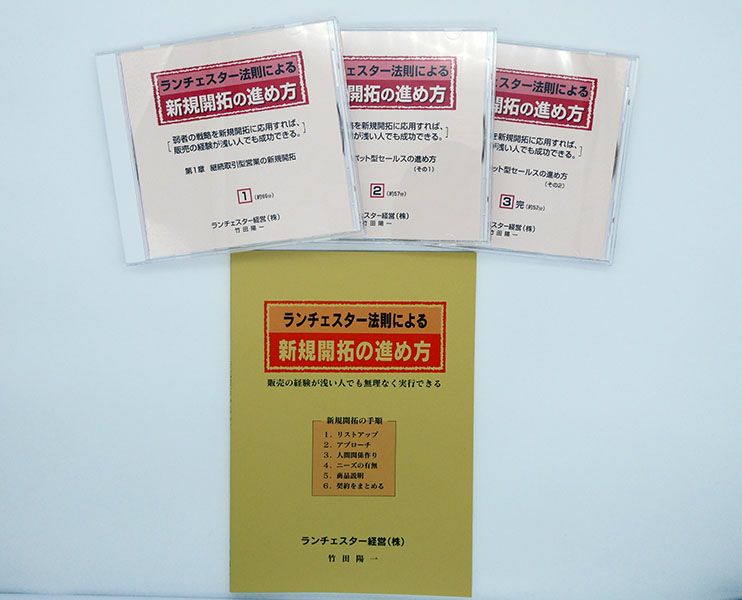 ランチェスター法則による
新規開拓の進め方
弱者の戦略を新規開拓に応用すれば、
販売の経験が浅い人でも成功できる。
第1章 継続取引型営業の新規開拓
1
ランチェスター経営(株)
竹田陽一
ェスター法則による
開拓の進め方
を新規開拓に応用すれば、
が浅い人でも成功できる。
ット型セールスの進め方
(その1)
2 (約57分)
ェスター経営(株)
竹田陽一
ェスター法則による
開拓の進め方
新規開拓に応用すれば、
浅い人でも成功できる。
ット型セールスの進め方
(その2)
3 完 (約52分)
ェスター経営(株)
竹田陽一
ランチェスター法則による
新規開拓の進め方
販売の経験が浅い人でも無理なく実行できる
新規開拓の手順
1. リストアップ
2. アプローチ
3. 人間関係作り
4. ニーズの有無
5. 商品説明
6. 契約をまとめる
ランチェスター経営(株)
竹田陽一